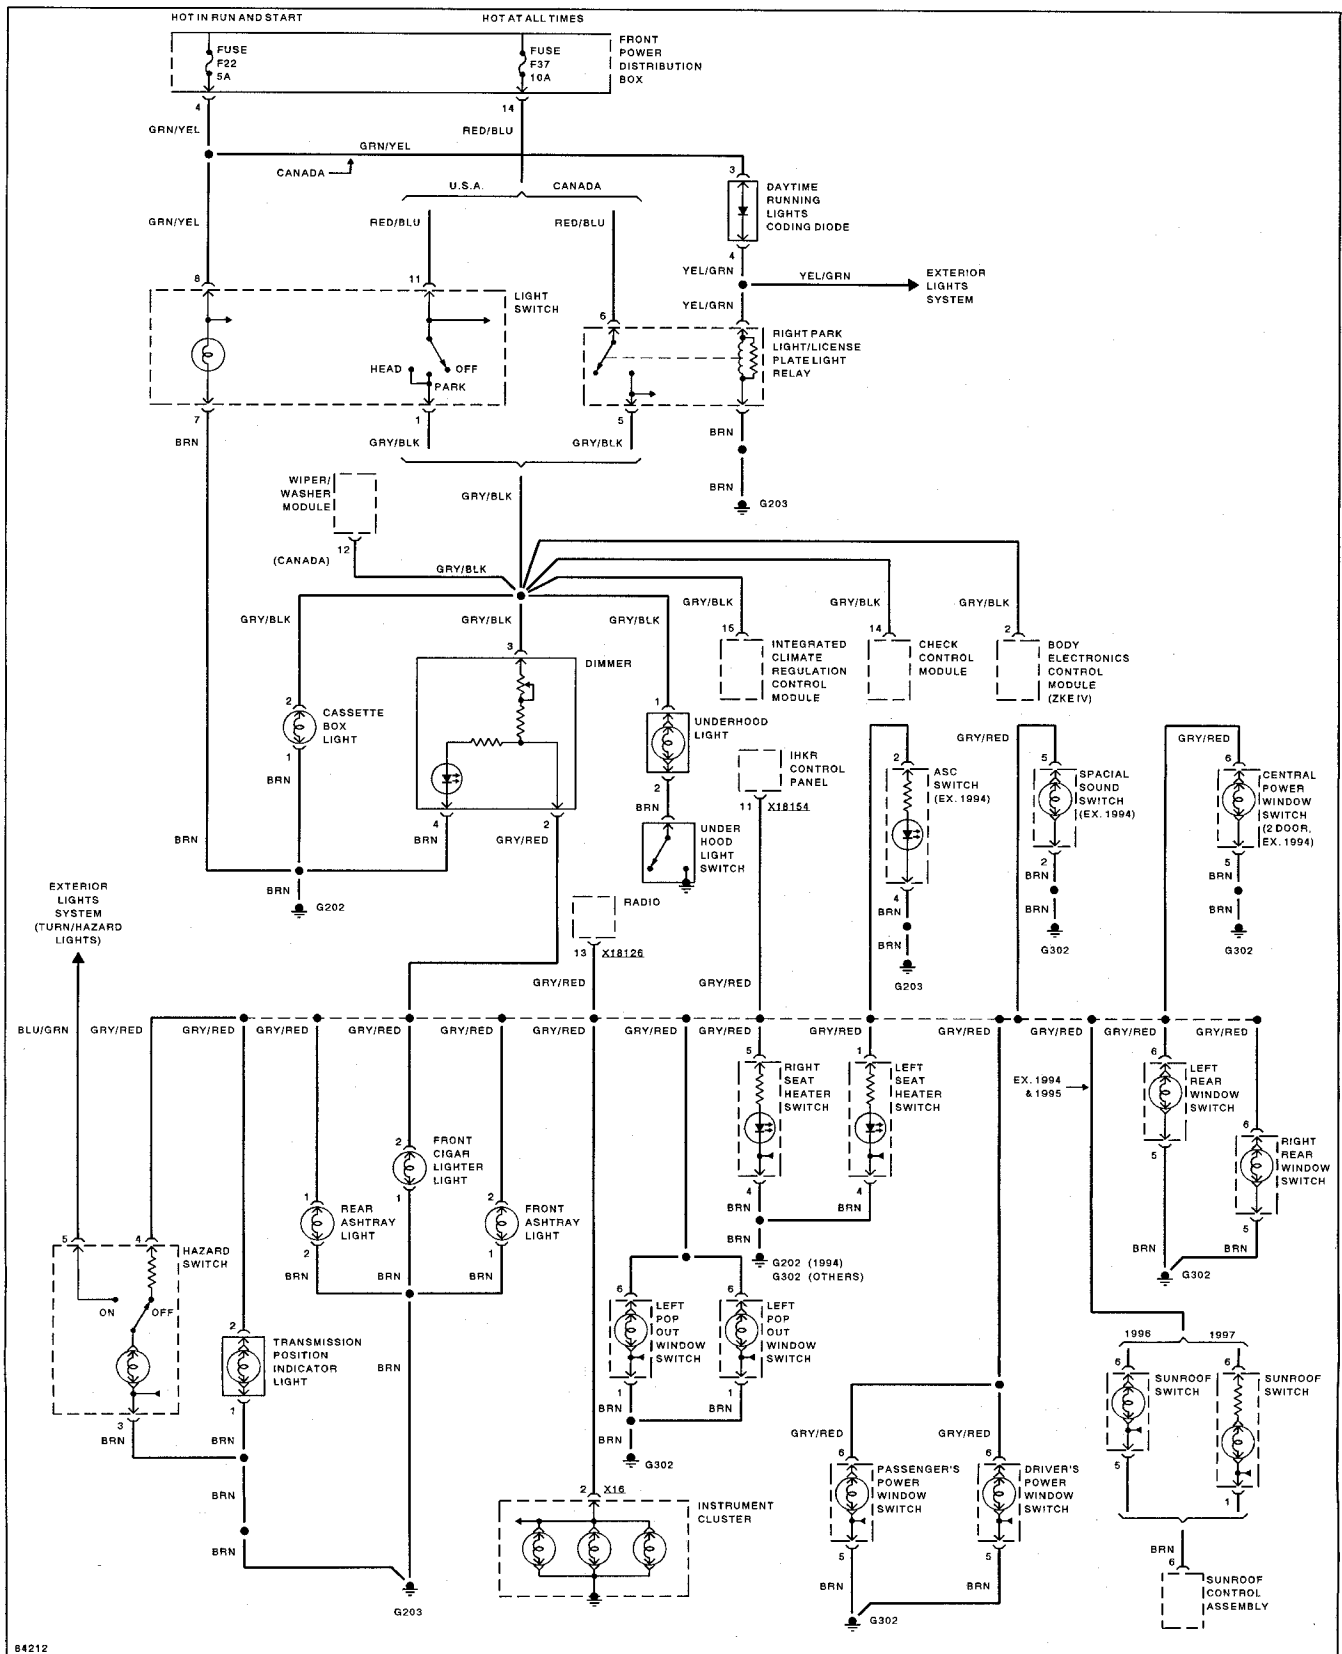 HOT IN RUN AND START
HOT AT ALL TIMES
FUSE
F22
5A
FUSE
F37
10A
FRONT
POWER
DISTRIBUTION
BOX
4
14
GRN/YEL
RED/BLU
GRN/YEL
CANADA
3
U.S.A.
CANADA
DAYTIME
RUNNING
LIGHTS
CODING DIODE
GRN/YEL
RED/BLU
RED/BLU
4
YEL/GRN
YEL/GRN
EXTERIOR
LIGHTS
SYSTEM
8
11
LIGHT
SWITCH
YEL/GRN
6
RIGHT PARK
LIGHT/LICENSE
PLATE LIGHT
RELAY
HEAD
OFF
PARK
7
1
5
BRN
GRY/BLK
GRY/BLK
BRN
WIPER/
WASHER
MODULE
GRY/BLK
BRN
G203
12
(CANADA)
GRY/BLK
GRY/BLK
GRY/BLK
GRY/BLK
GRY/BLK
GRY/BLK
GRY/BLK
15
14
2
3
DIMMER
INTEGRATED
CLIMATE
REGULATION
CONTROL
MODULE
CHECK
CONTROL
MODULE
BODY
ELECTRONICS
CONTROL
MODULE
(ZKE IV)
2
CASSETTE
BOX
LIGHT
1
BRN
1
UNDERHOOD
LIGHT
2
BRN
IHKR
CONTROL
PANEL
11 X18154
2
ASC
SWITCH
(EX. 1994)
GRY/RED
5
SPACIAL
SOUND
SWITCH
(EX. 1994)
GRY/RED
6
CENTRAL
POWER
WINDOW
SWITCH
(2 DOOR,
EX. 1994)
BRN
4
BRN
2
GRY/RED
UNDER
HOOD
LIGHT
SWITCH
BRN
G202
4
BRN
BRN
G203
2
BRN
BRN
G302
5
BRN
BRN
G302
EXTERIOR
LIGHTS
SYSTEM
(TURN/HAZARD
LIGHTS)
RADIO
13 X18126
GRY/RED
GRY/RED
BLU/GRN
GRY/RED
GRY/RED
GRY/RED
GRY/RED
GRY/RED
GRY/RED
GRY/RED
GRY/RED
GRY/RED
GRY/RED
GRY/RED
GRY/RED
GRY/RED
5
RIGHT
SEAT
HEATER
SWITCH
1
LEFT
SEAT
HEATER
SWITCH
EX. 1994
& 1995
6
LEFT
REAR
WINDOW
SWITCH
5
6
RIGHT
REAR
WINDOW
SWITCH
5
2
FRONT
CIGAR
LIGHTER
LIGHT
1
1
REAR
ASHTRAY
LIGHT
2
2
FRONT
ASHTRAY
LIGHT
1
BRN
BRN
BRN
4
BRN
4
BRN
BRN
G202 (1994)
G302 (OTHERS)
BRN
BRN
G302
5
4
HAZARD
SWITCH
ON
OFF
3
BRN
2
TRANSMISSION
POSITION
INDICATOR
LIGHT
1
BRN
BRN
BRN
BRN
G203
6
LEFT
POP
OUT
WINDOW
SWITCH
1
BRN
6
LEFT
POP
OUT
WINDOW
SWITCH
1
BRN
BRN
G302
1996
1997
6
SUNROOF
SWITCH
5
6
SUNROOF
SWITCH
1
GRY/RED
GRY/RED
6
PASSENGER'S
POWER
WINDOW
SWITCH
5
6
DRIVER'S
POWER
WINDOW
SWITCH
5
BRN
BRN
G302
2 X16
INSTRUMENT
CLUSTER
BRN
6
SUNROOF
CONTROL
ASSEMBLY
84212